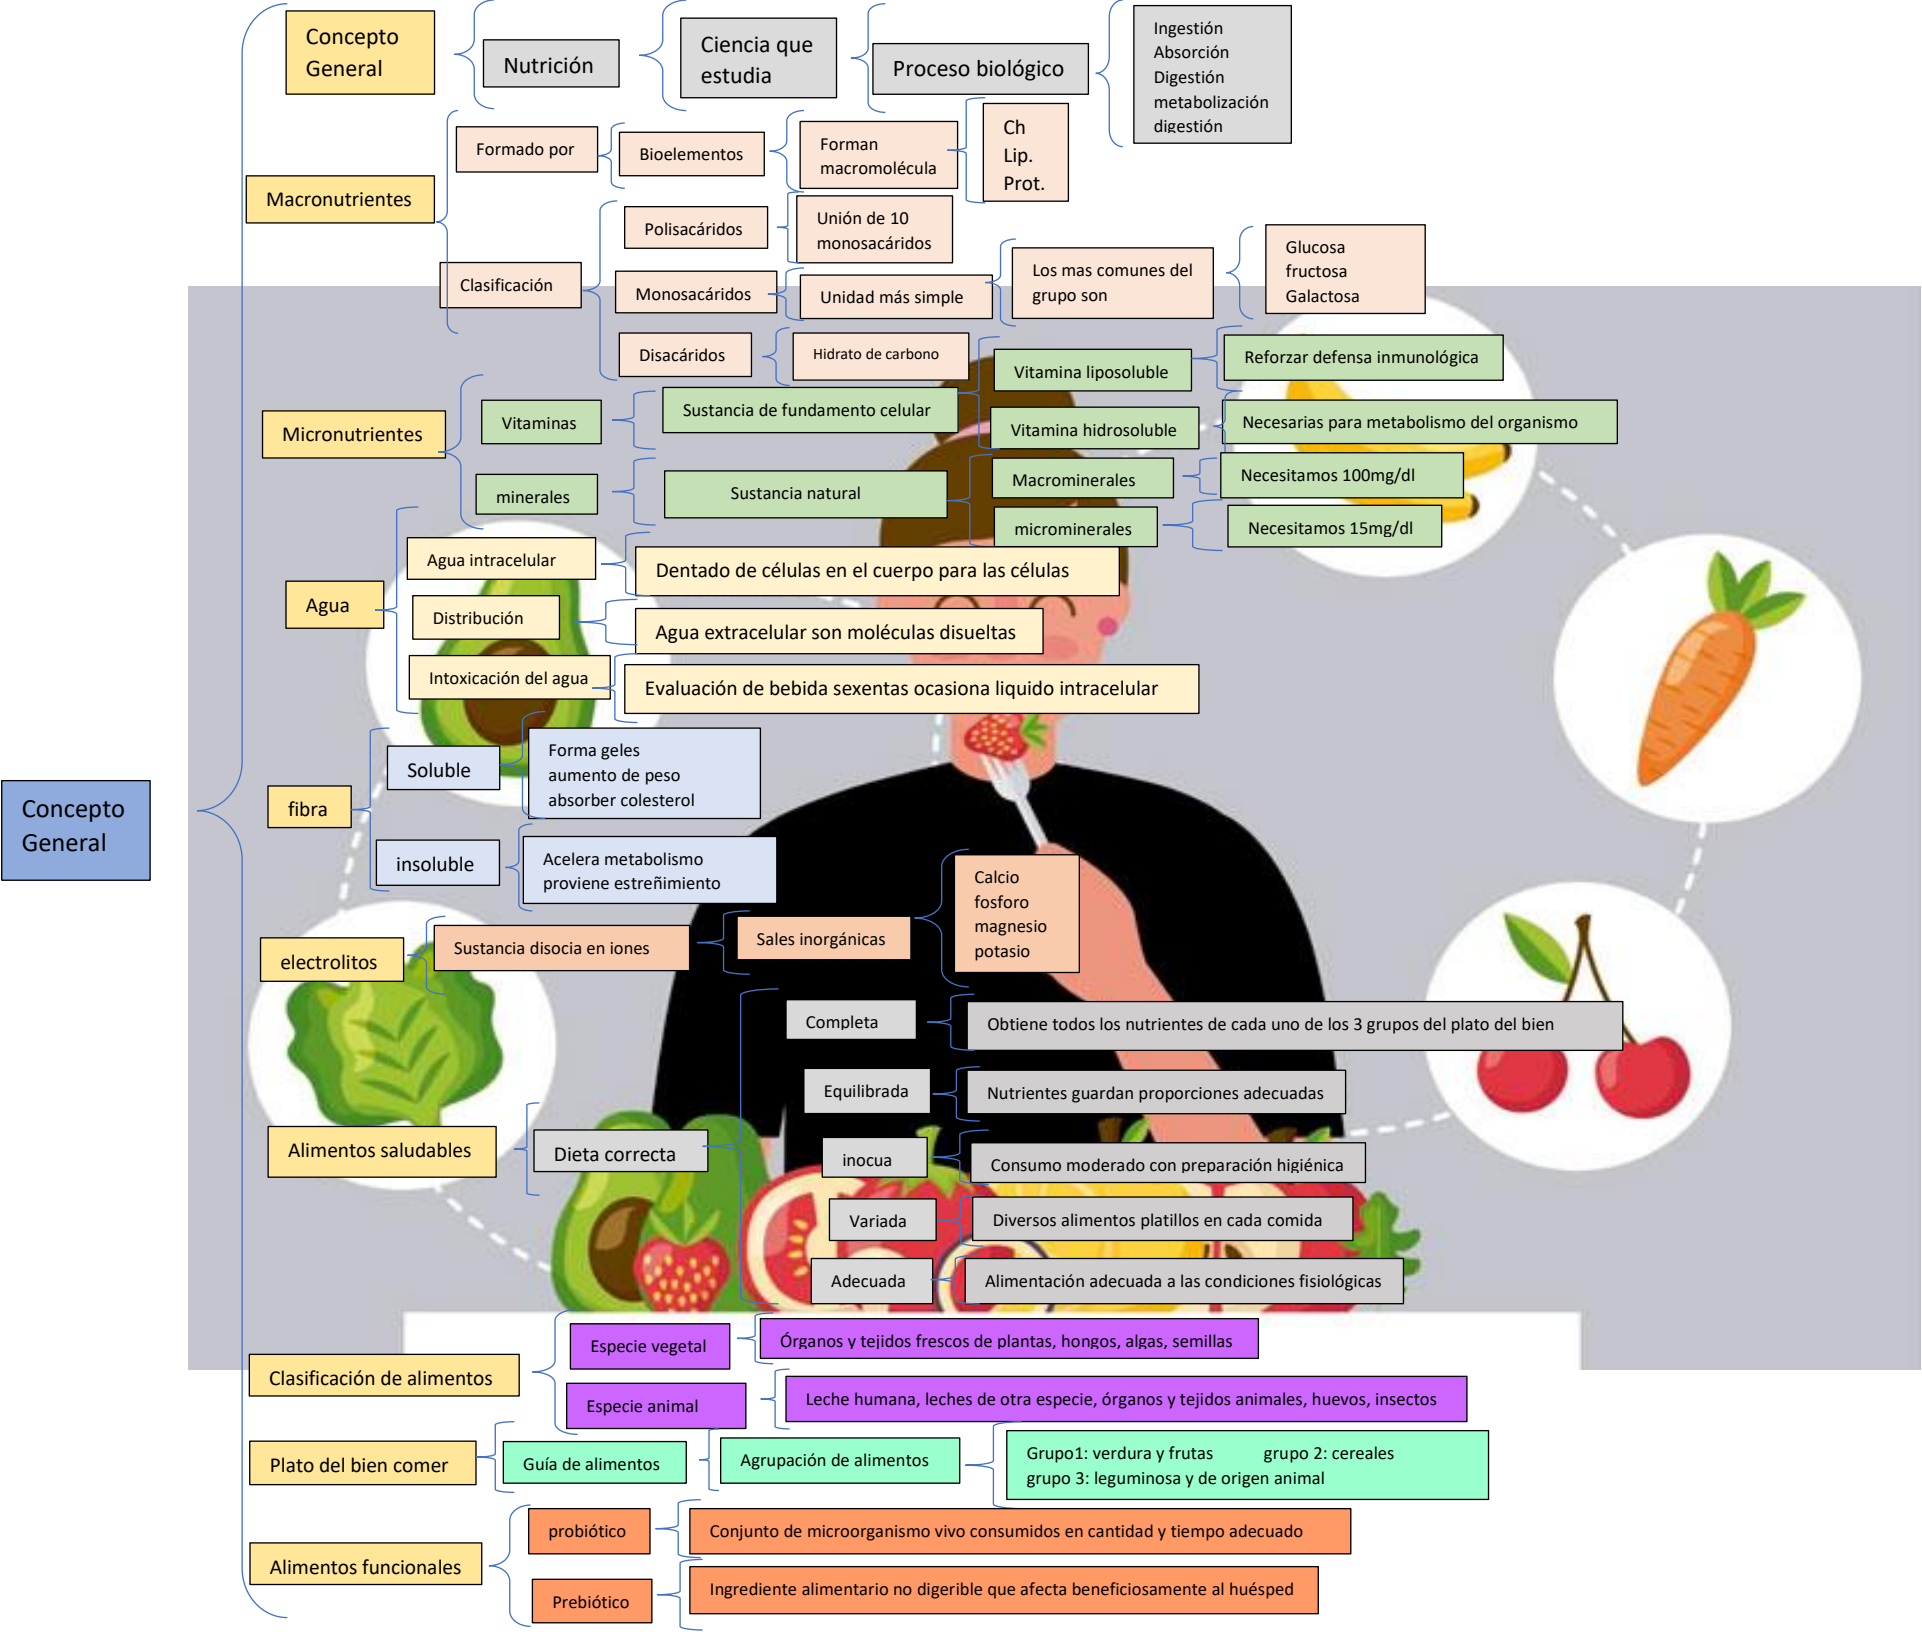 Concepto
General
Concepto
General
Nutrición
Ciencia que
estudia
Proceso biológico
Ingestión
Absorción
Digestión
metabolización
digestión
Macronutrientes
Formado por
Bioelementos
Forman
macromolécula
Ch
Lip.
Prot.
Clasificación
Polisacáridos
Unión de 10
monosacáridos
Monosacáridos
Unidad más simple
Los mas comunes del
grupo son
Glucosa
fructosa
Galactosa
Disacáridos
Hidrato de carbono
Micronutrientes
Vitaminas
Sustancia de fundamento celular
Vitamina liposoluble
Reforzar defensa inmunológica
Vitamina hidrosoluble
Necesarias para metabolismo del organismo
minerales
Sustancia natural
Macrominerales
Necesitamos 100mg/dl
microminerales
Necesitamos 15mg/dl
Agua
Agua intracelular
Dentado de células en el cuerpo para las células
Distribución
Agua extracelular son moléculas disueltas
Intoxicación del agua
Evaluación de bebida sexentas ocasiona liquido intracelular
fibra
Soluble
Forma geles
aumento de peso
absorber colesterol
insoluble
Acelera metabolismo
proviene estreñimiento
electrolitos
Sustancia disocia en iones
Sales inorgánicas
Calcio
fosforo
magnesio
potasio
Alimentos saludables
Dieta correcta
Completa
Obtiene todos los nutrientes de cada uno de los 3 grupos del plato del bien
Equilibrada
Nutrientes guardan proporciones adecuadas
inocua
Consumo moderado con preparación higiénica
Variada
Diversos alimentos platillos en cada comida
Adecuada
Alimentación adecuada a las condiciones fisiológicas
Clasificación de alimentos
Especie vegetal
Órganos y tejidos frescos de plantas, hongos, algas, semillas
Especie animal
Leche humana, leches de otra especie, órganos y tejidos animales, huevos, insectos
Plato del bien comer
Guía de alimentos
Agrupación de alimentos
Grupo1: verdura y frutas grupo 2: cereales
grupo 3: leguminosa y de origen animal
Alimentos funcionales
probiótico
Conjunto de microorganismo vivo consumidos en cantidad y tiempo adecuado
Prebiótico
Ingrediente alimentario no digerible que afecta beneficiosamente al huésped